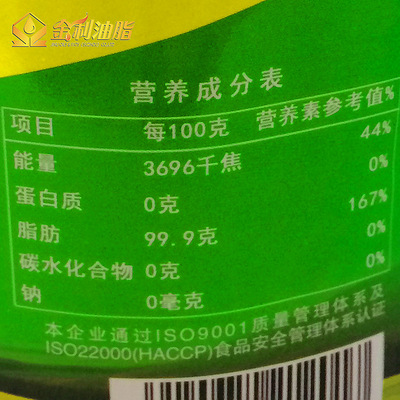 金利油脂
营养成分表
项目 每100克 营养素参考值%
能量 3696千焦 44%
蛋白质 0克 0%
脂肪 99.9克 167%
碳水化合物 0克 0%
钠 0毫克 0%
本企业通过ISO9001质量管理体系及
ISO22000(HACCP)食品安全管理体系认证